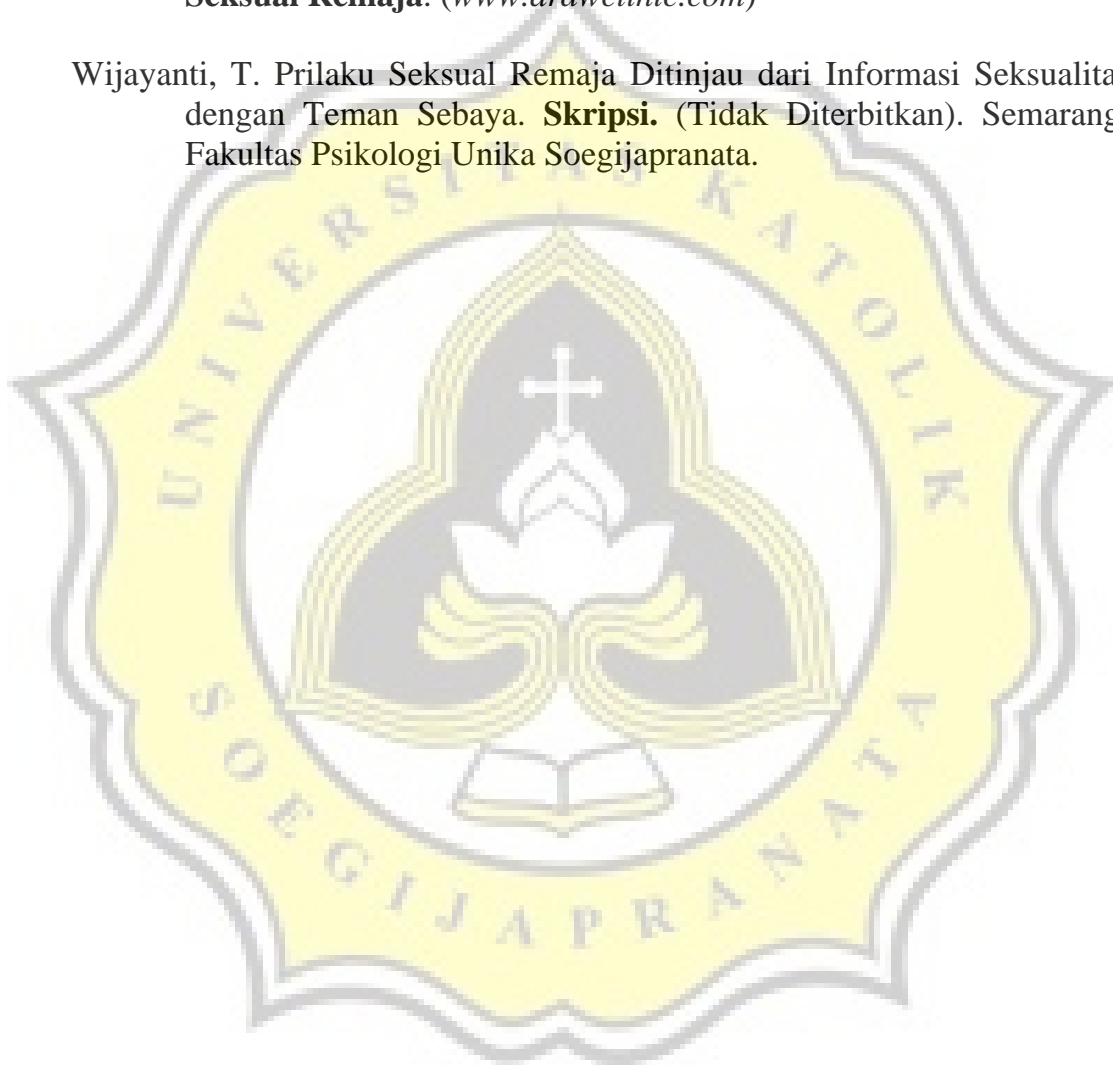 Seksual Remaja. (www.drdwclinic.com)
Wijayanti, T. Prilaku Seksual Remaja Ditinjau dari Informasi Seksualita
dengan Teman Sebaya. Skripsi. (Tidak Diterbitkan). Semarang
Fakultas Psikologi Unika Soegijapranata.
UNIVERSITAS KATOLIK
SOEGIJAPRANATA